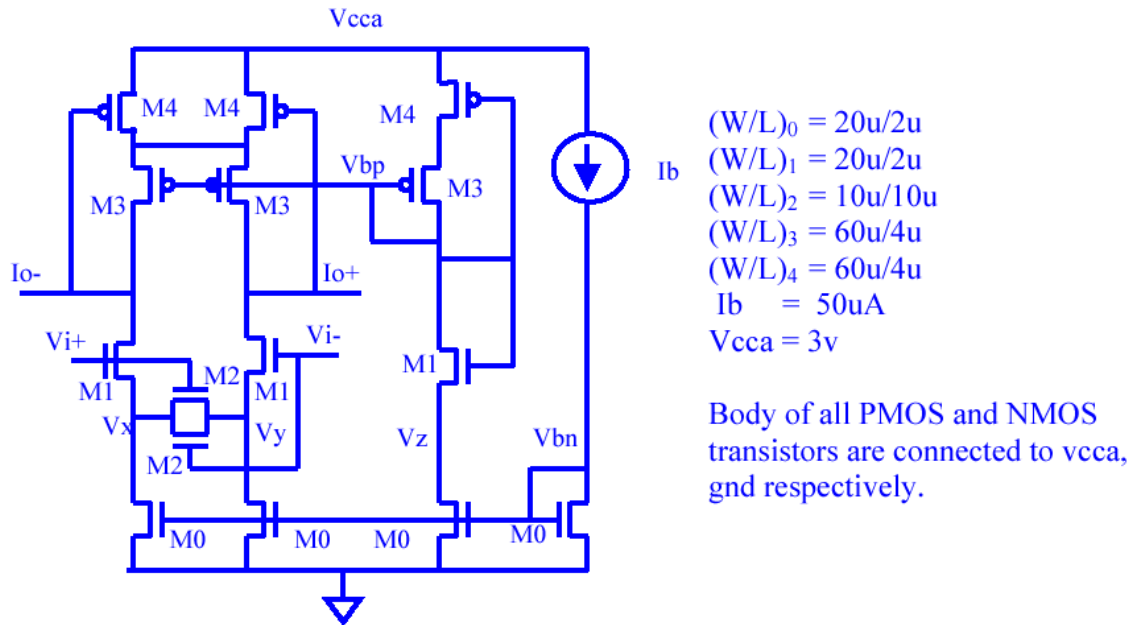 Vcca
M4
M4
M4
Vbp
Ib
M3
M3
M3
Io-
Io+
Vi+
Vi-
M2
M1
M1
M1
Vx
Vy
Vz
Vbn
M2
M0
M0
M0
M0
(W/L)0 = 20u/2u
(W/L)1 = 20u/2u
(W/L)2 = 10u/10u
(W/L)3 = 60u/4u
(W/L)4 = 60u/4u
Ib = 50uA
Vcca = 3v
Body of all PMOS and NMOS
transistors are connected to vcca,
gnd respectively.